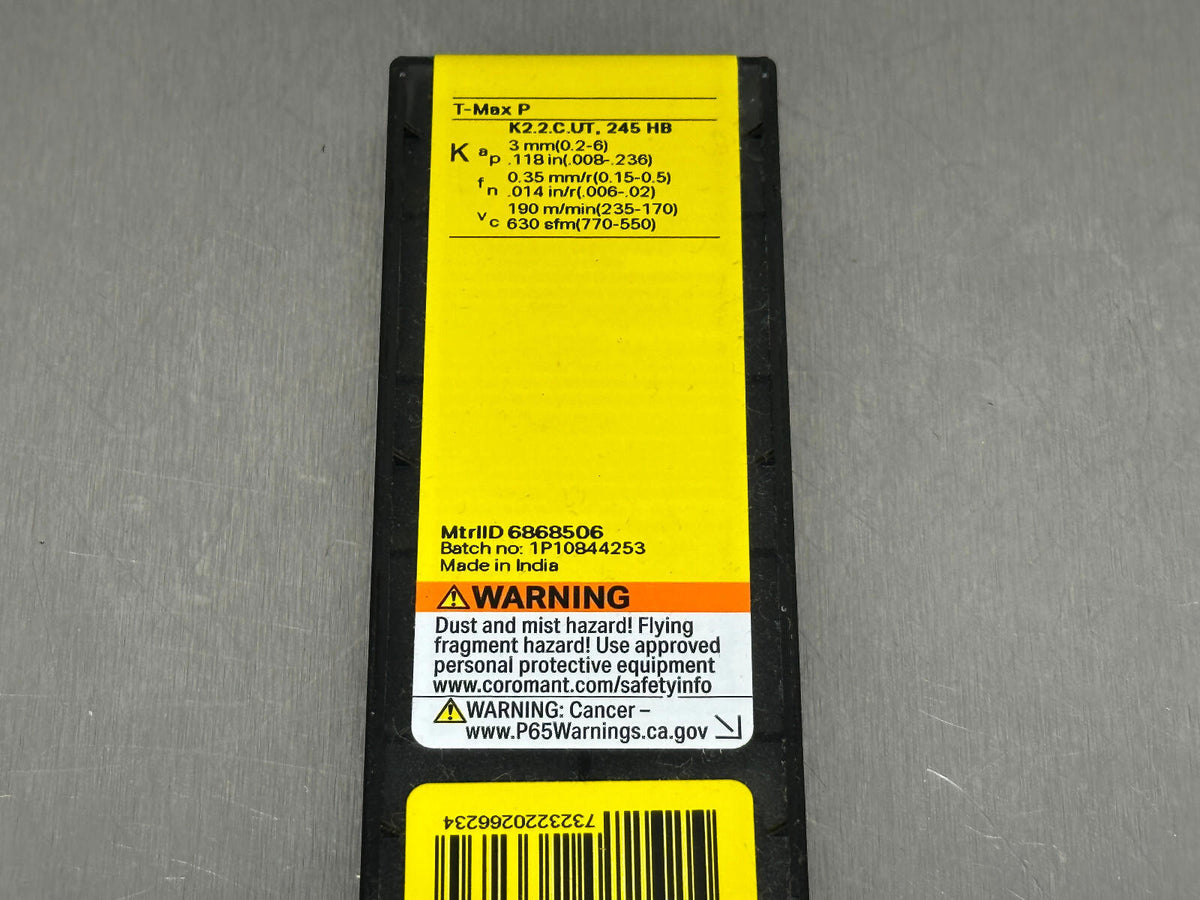 T-Max P
K2.2.C.UT, 245 HB
K ap 3 mm(0.2-6)
.118 in(.008-.236)
fn 0.35 mm/r(0.15-0.5)
.014 in/r(.006-.02)
vc 190 m/min(235-170)
630 sfm(770-550)
MtrlID 6868506
Batch no: 1P10844253
Made in India
WARNING
Dust and mist hazard! Flying
fragment hazard! Use approved
personal protective equipment
www.coromant.com/safetyinfo
WARNING: Cancer –
www.P65Warnings.ca.gov
7323220266234